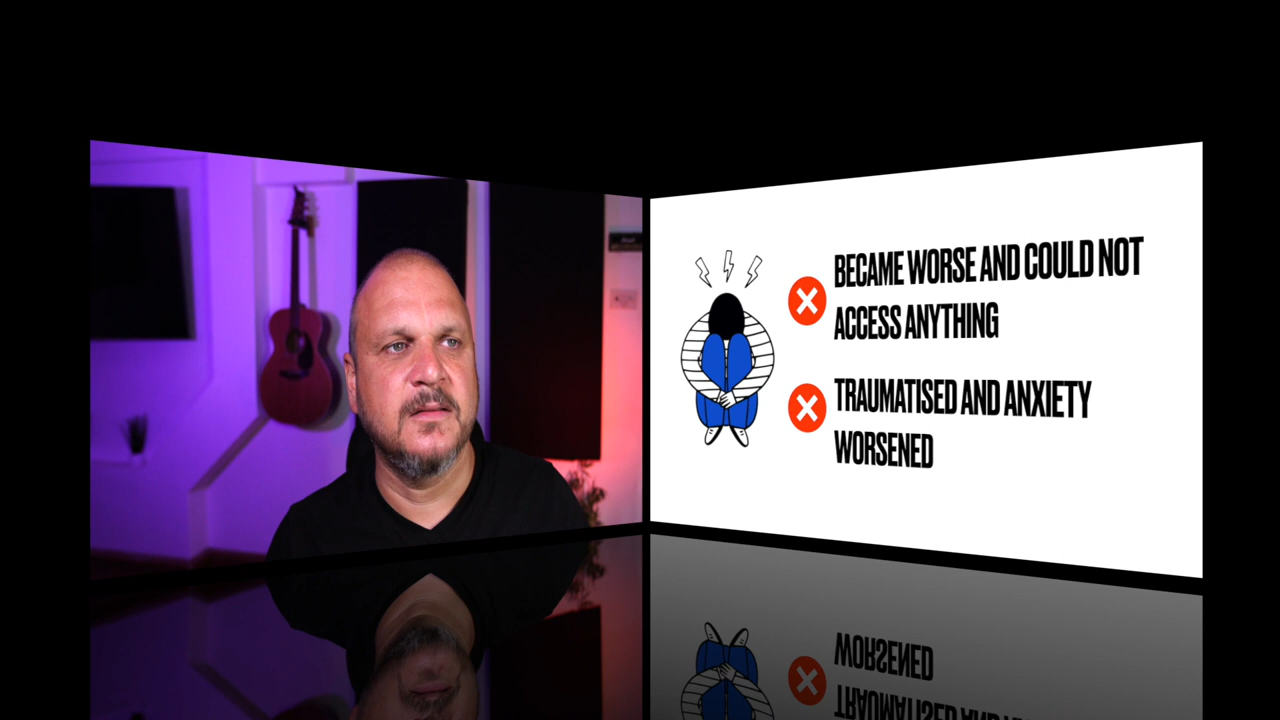 BECAME WORSE AND COULD NOT
ACCESS ANYTHING
TRAUMATISED AND ANXIETY
WORSENED